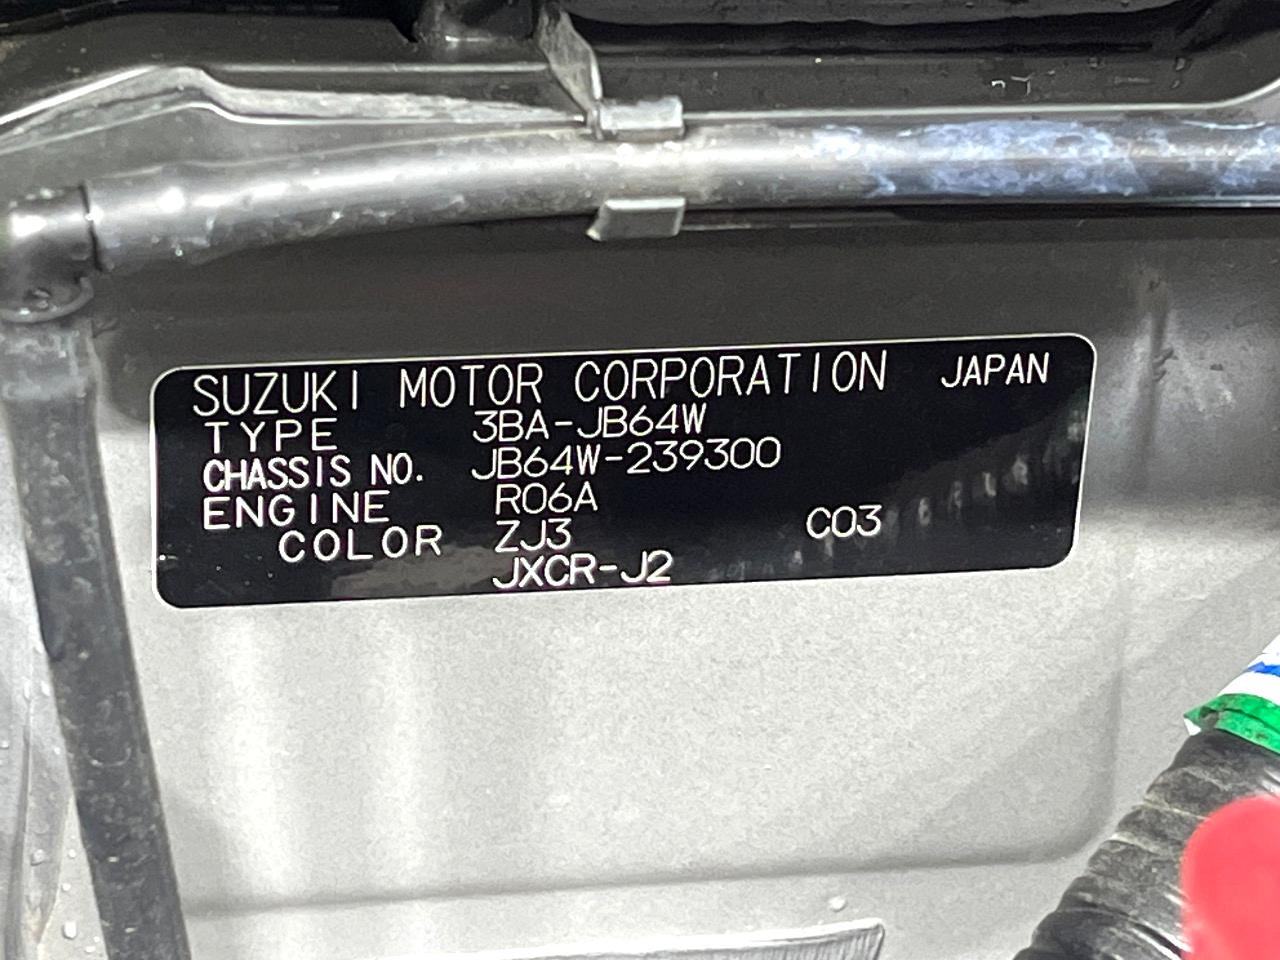 SUZUKI MOTOR CORPORATION JAPAN
TYPE 3BA-JB64W
CHASSIS NO. JB64W-239300
ENGINE R06A
COLOR ZJ3 C03
JXCR-J2